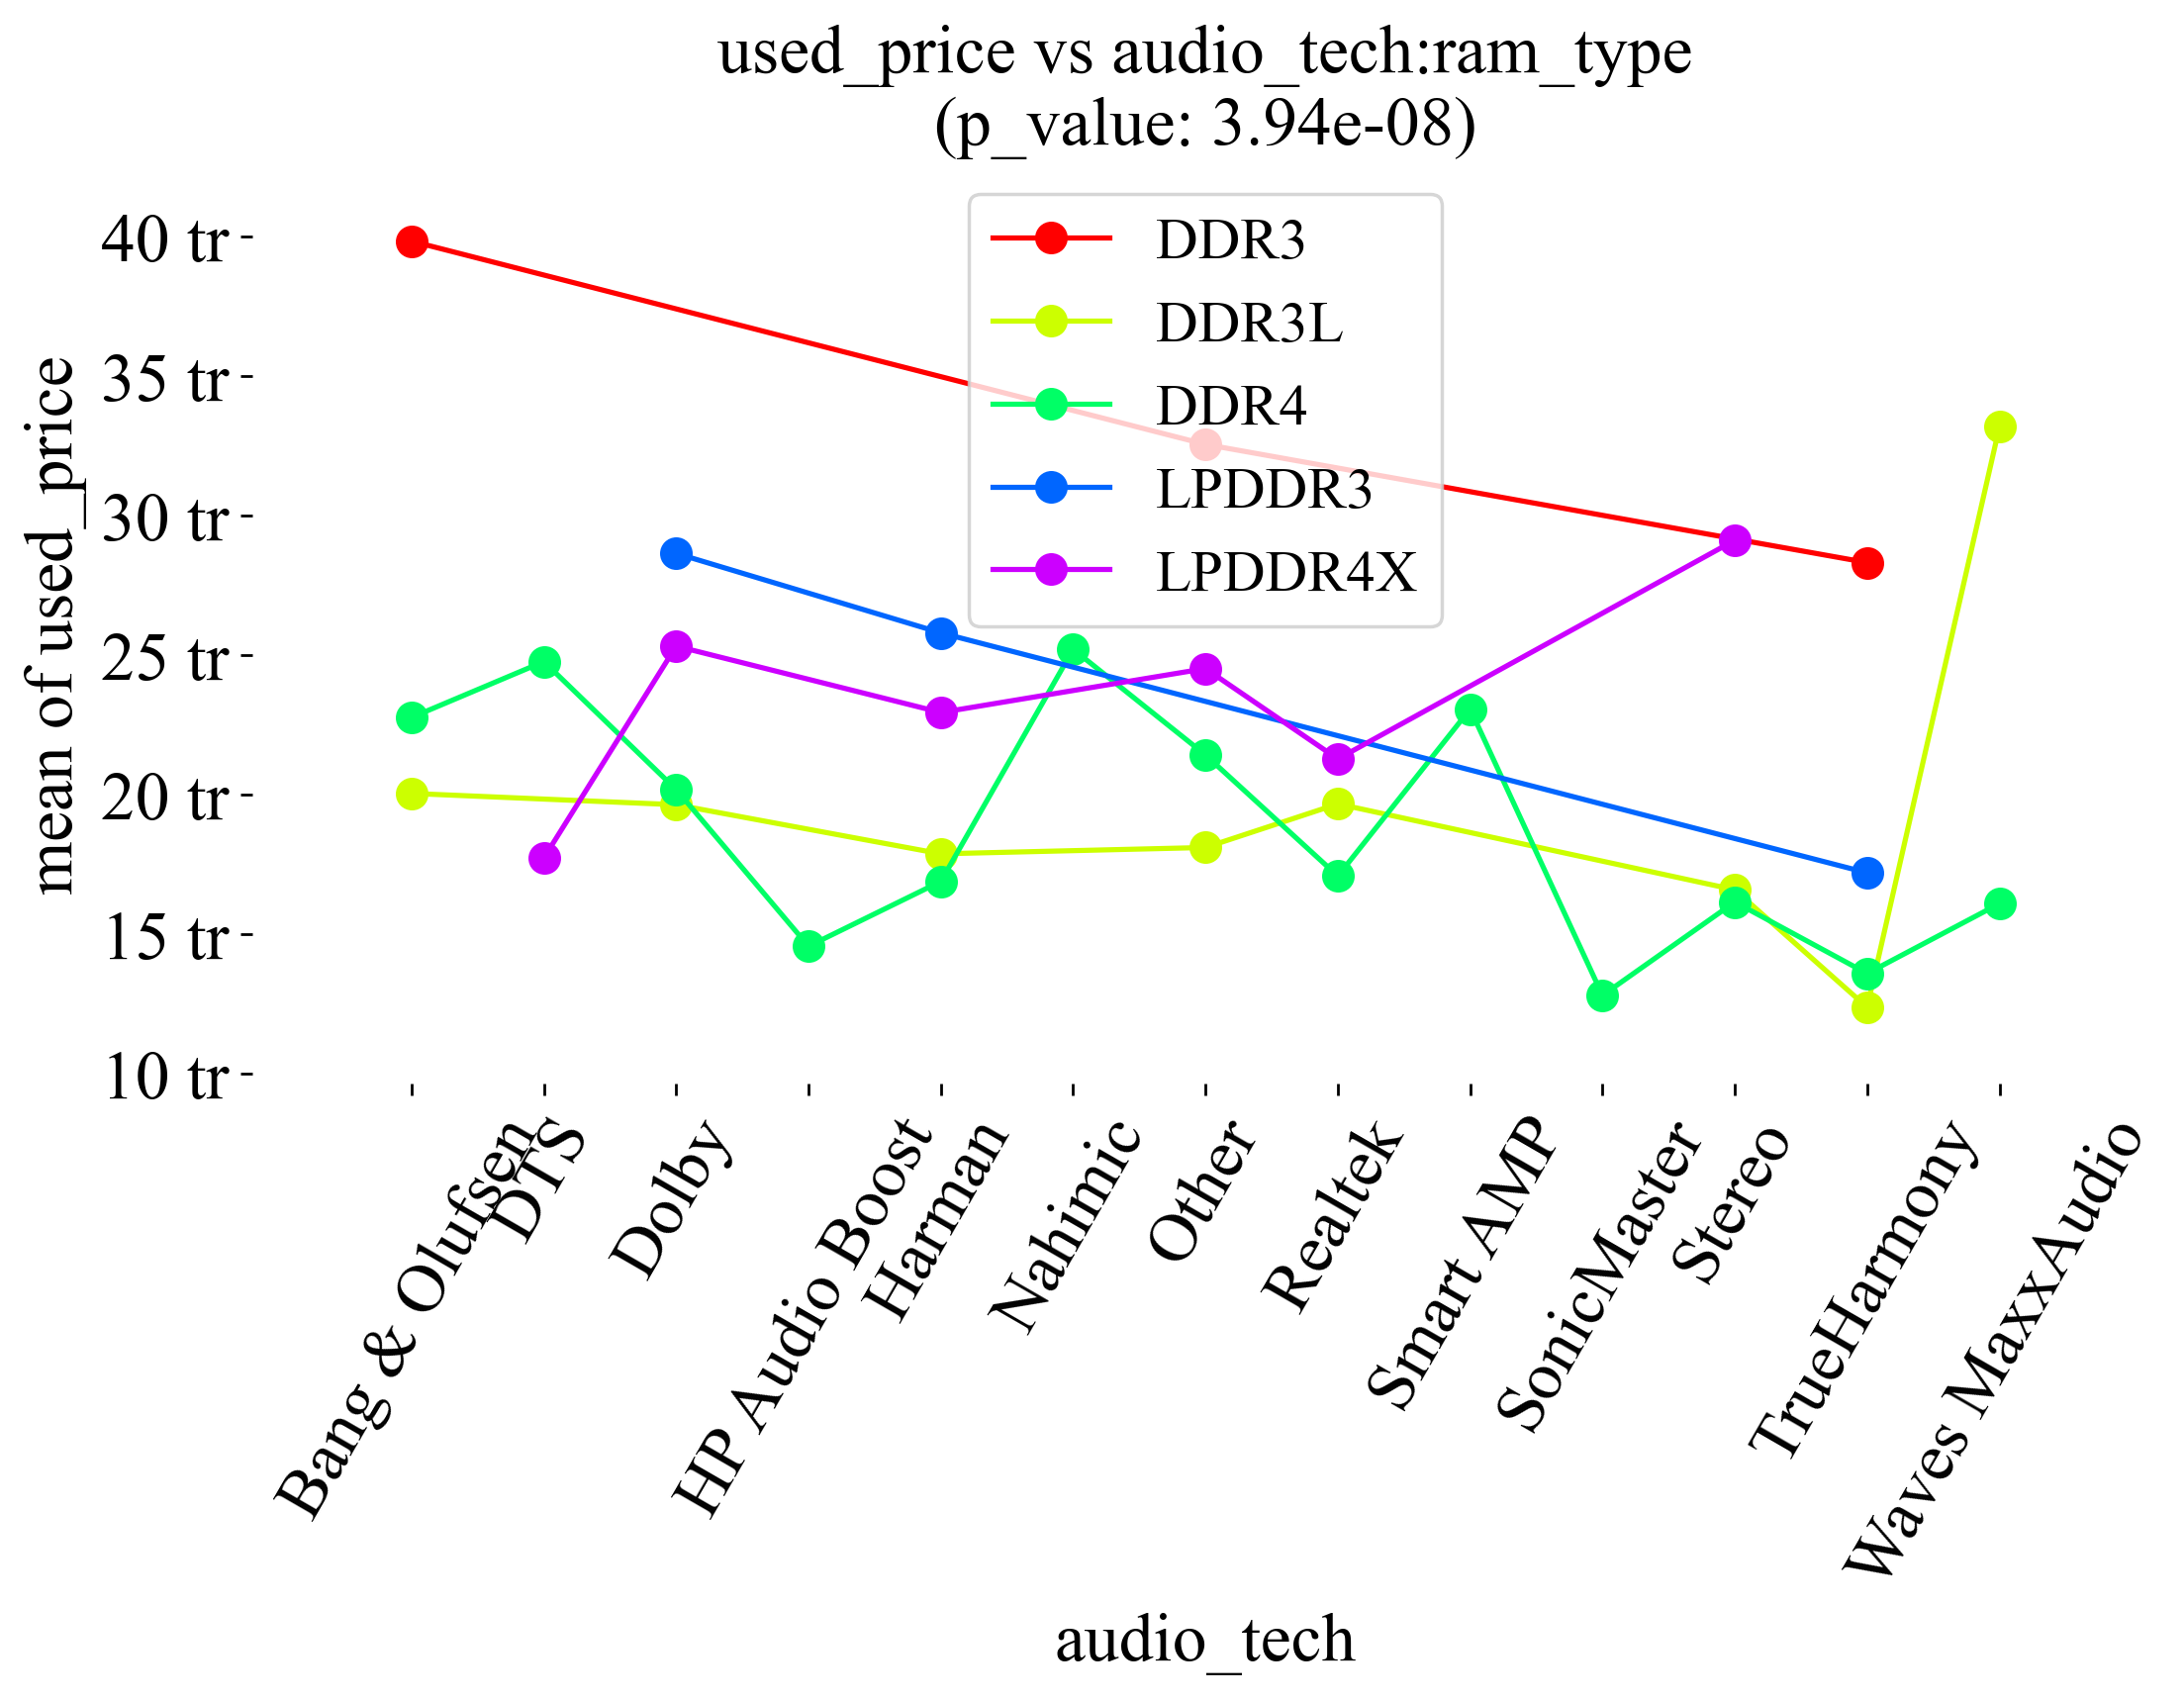 used_price vs audio_tech:ram_type
(p_value: 3.94e-08)
DDR3
DDR3L
DDR4
LPDDR3
LPDDR4X
mean of used_price
40 tr
35 tr
30 tr
25 tr
20 tr
15 tr
10 tr
Bang & Olufsen
DTS
Dolby
HP Audio Boost
Harman
Nahimic
Other
Realtek
Smart AMP
SonicMaster
Stereo
TrueHarmony
Waves MaxxAudio
audio_tech